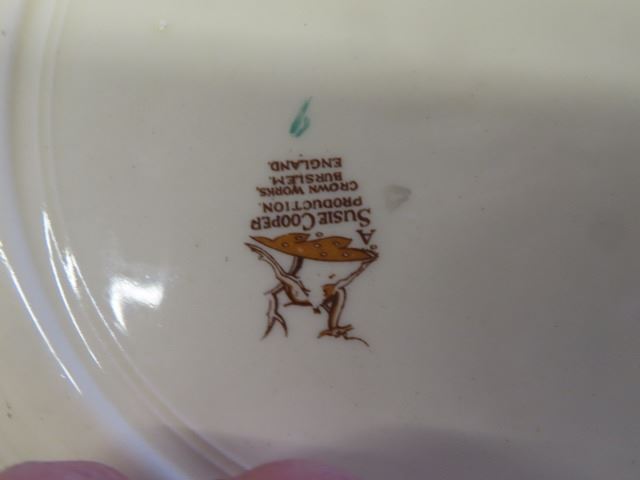 A
SUSIE COOPER
PRODUCTION.
CROWN WORKS,
BURSLEM.
ENGLAND.